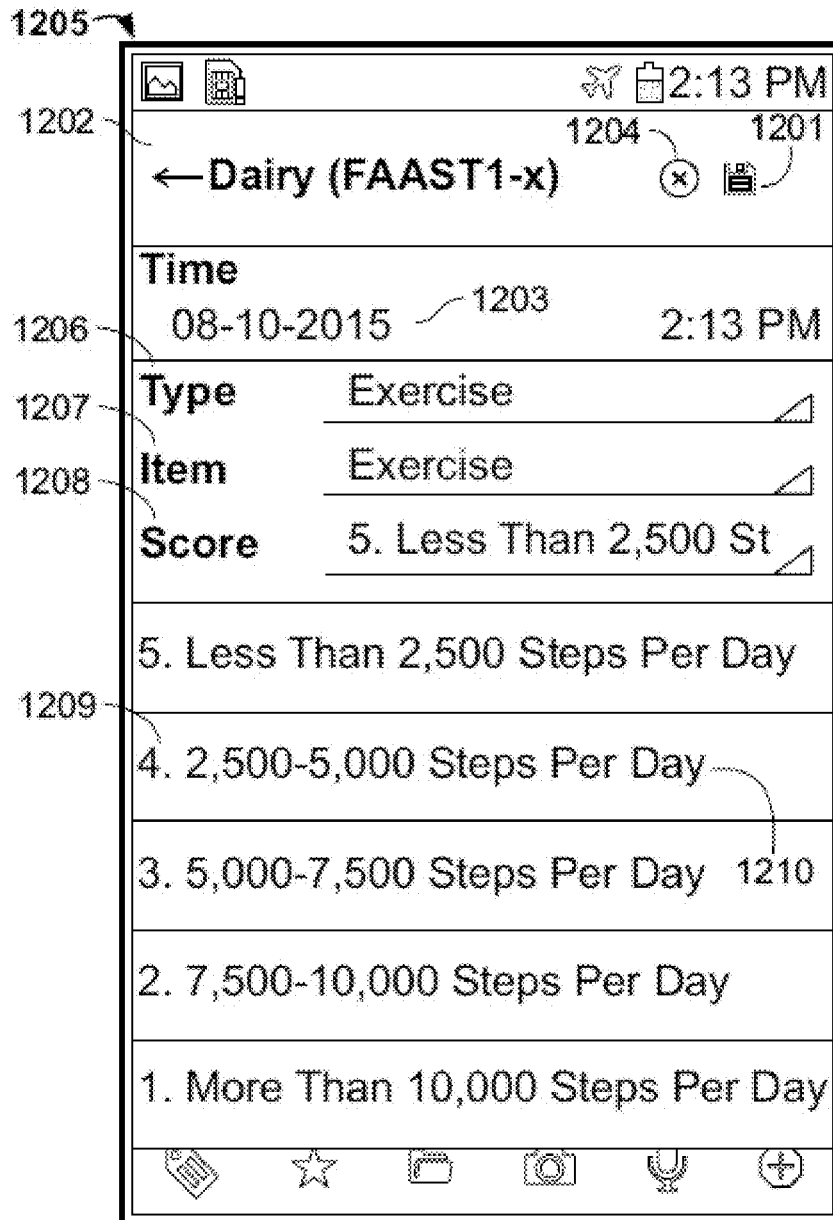 1205
2:13 PM
1202
1204
1201
←Dairy (FAAST1-x)
Time
1203
08-10-2015
2:13 PM
1206
Type
Exercise
1207
Item
Exercise
1208
Score
5. Less Than 2,500 St
5. Less Than 2,500 Steps Per Day
1209
4. 2,500-5,000 Steps Per Day
3. 5,000-7,500 Steps Per Day
1210
2. 7,500-10,000 Steps Per Day
1. More Than 10,000 Steps Per Day